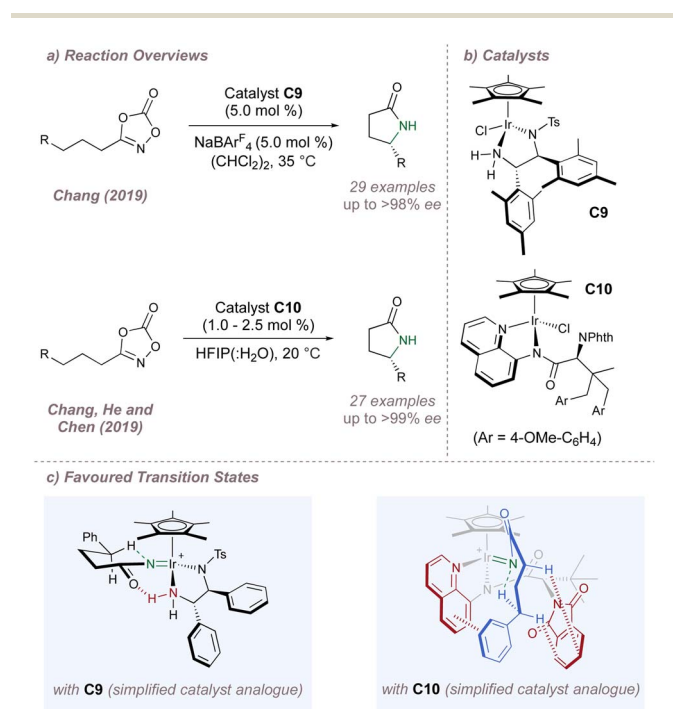 a) Reaction Overviews
Catalyst C9
(5.0 mol %)
NaBArF4 (5.0 mol %)
(CHCl2)2, 35 °C
R
O
O
O
N
Chang (2019)
O
NH
R
29 examples
up to >98% ee
Catalyst C10
(1.0 - 2.5 mol %)
HFIP(:H2O), 20 °C
R
O
O
O
N
Chang, He and
Chen (2019)
O
NH
R
27 examples
up to >99% ee
b) Catalysts
Cl
Ir
N
Ts
H
N
H
C9
C10
N
Ir
Cl
N
NPhth
O
Ar
Ar
(Ar = 4-OMe-C6H4)
c) Favoured Transition States
Ph
H
N
Ir
+
N
Ts
H
O
H
N
H
with C9 (simplified catalyst analogue)
O
+
N
Ir
N
N
O
H
H
H
N
O
O
with C10 (simplified catalyst analogue)